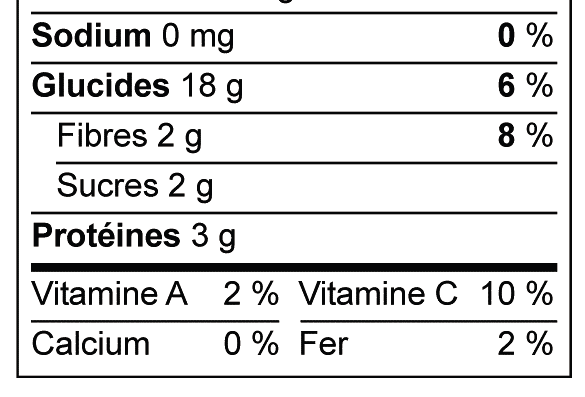 Sodium 0 mg 0 %
Glucides 18 g 6 %
Fibres 2 g 8 %
Sucres 2 g
Protéines 3 g
Vitamine A 2 % Vitamine C 10 %
Calcium 0 % Fer 2 %